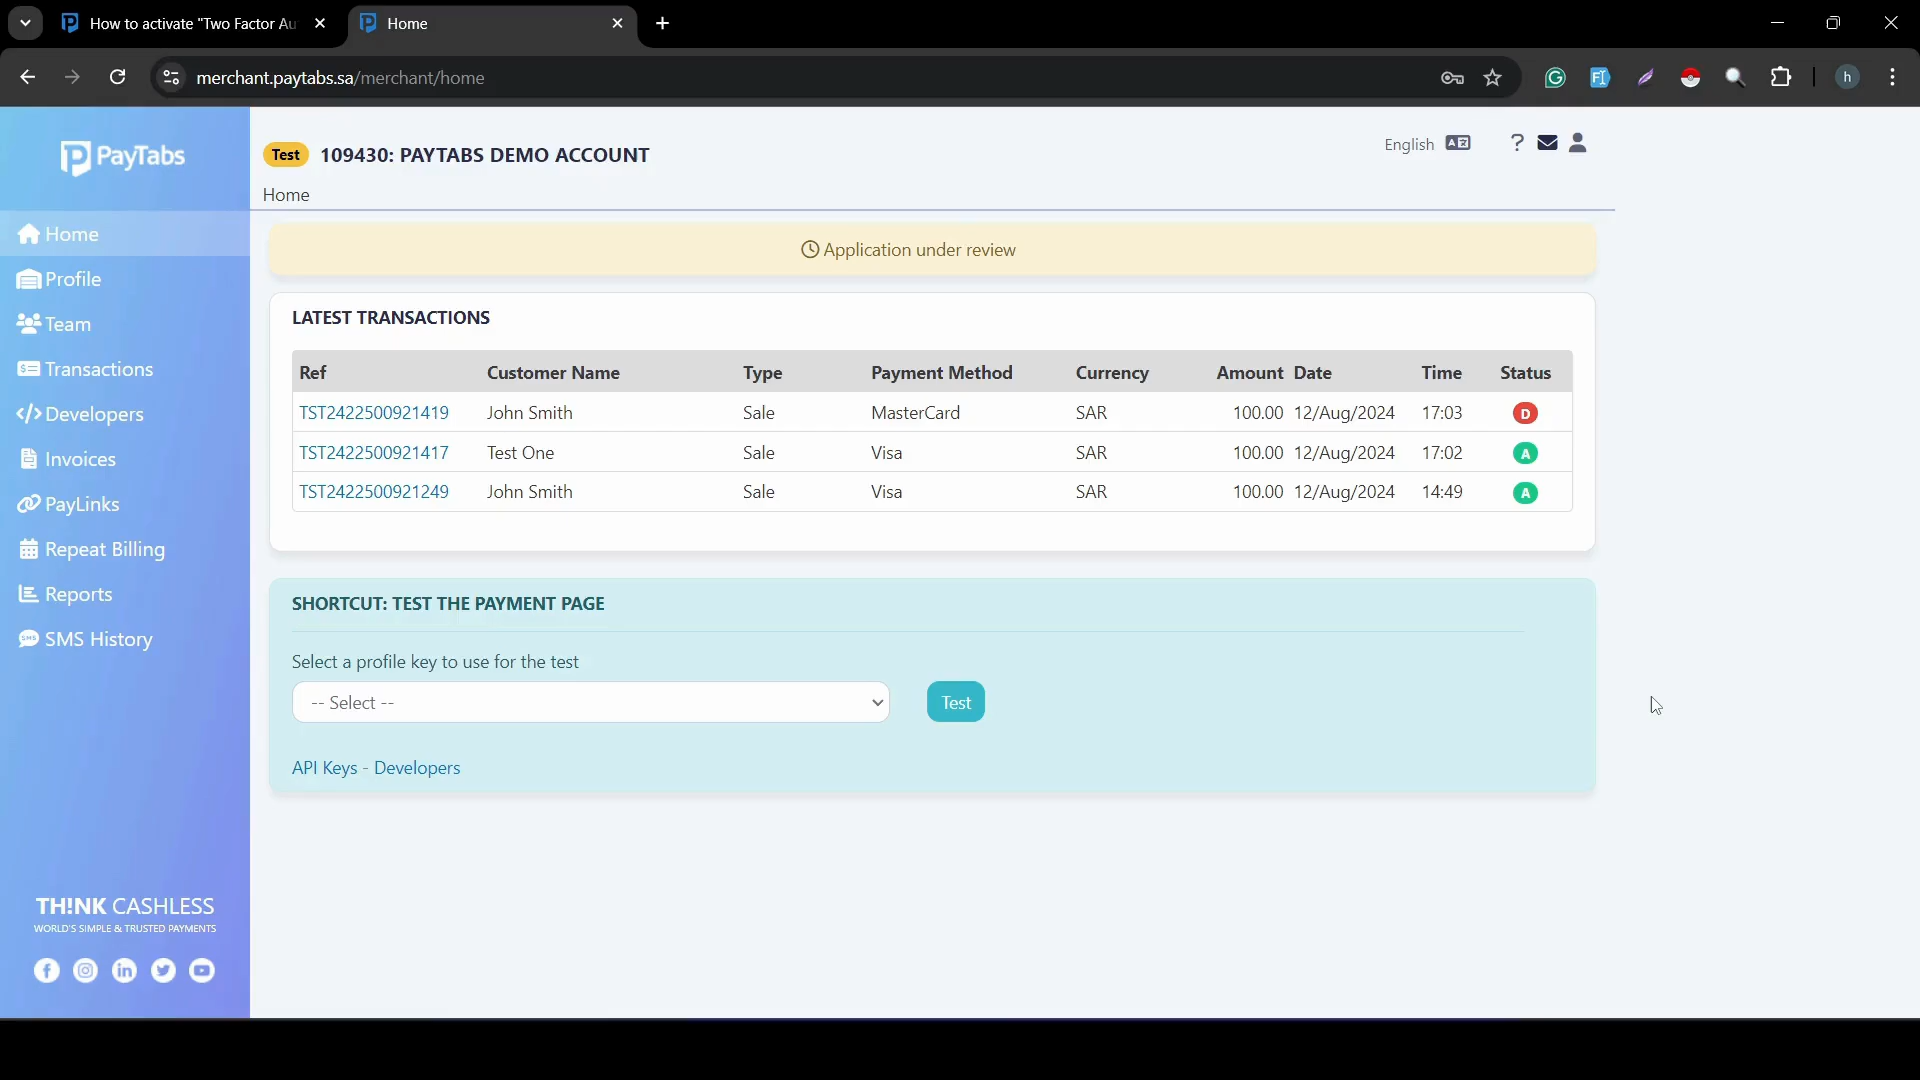 How to activate "Two Factor Au
Home
merchant.paytabs.sa/merchant/home
h
PayTabs
Test 109430: PAYTABS DEMO ACCOUNT
English
Home
Home
Profile
Team
Transactions
Developers
Invoices
PayLinks
Repeat Billing
Reports
SMS History
TH!NK CASHLESS
WORLD'S SIMPLE & TRUSTED PAYMENTS
Application under review
LATEST TRANSACTIONS
Ref Customer Name Type Payment Method Currency Amount Date Time Status
TST2422500921419 John Smith Sale MasterCard SAR 100.00 12/Aug/2024 17:03 D
TST2422500921417 Test One Sale Visa SAR 100.00 12/Aug/2024 17:02 A
TST2422500921249 John Smith Sale Visa SAR 100.00 12/Aug/2024 14:49 A
SHORTCUT: TEST THE PAYMENT PAGE
Select a profile key to use for the test
-- Select --
Test
API Keys - Developers